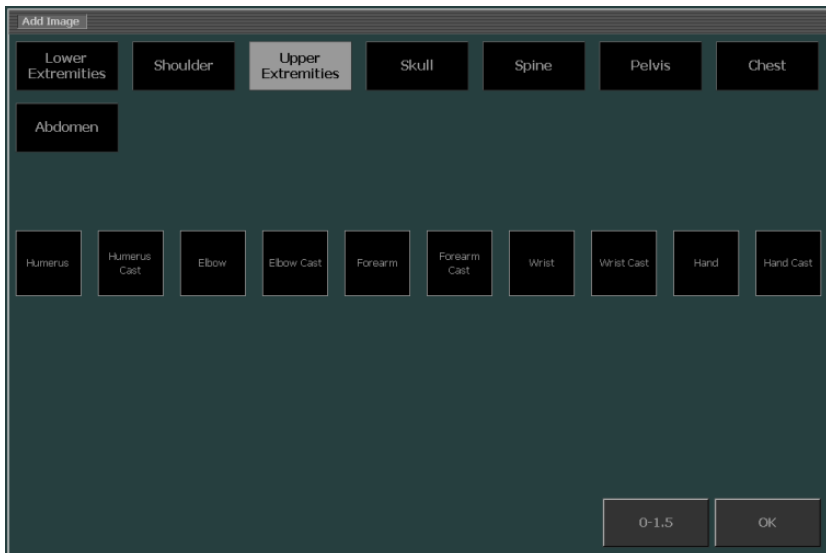 Add Image
Lower
Extremities
Shoulder
Upper
Extremities
Skull
Spine
Pelvis
Chest
Abdomen
Humerus
Humerus
Cast
Elbow
Elbow Cast
Forearm
Forearm
Cast
Wrist
Wrist Cast
Hand
Hand Cast
0-1.5
OK